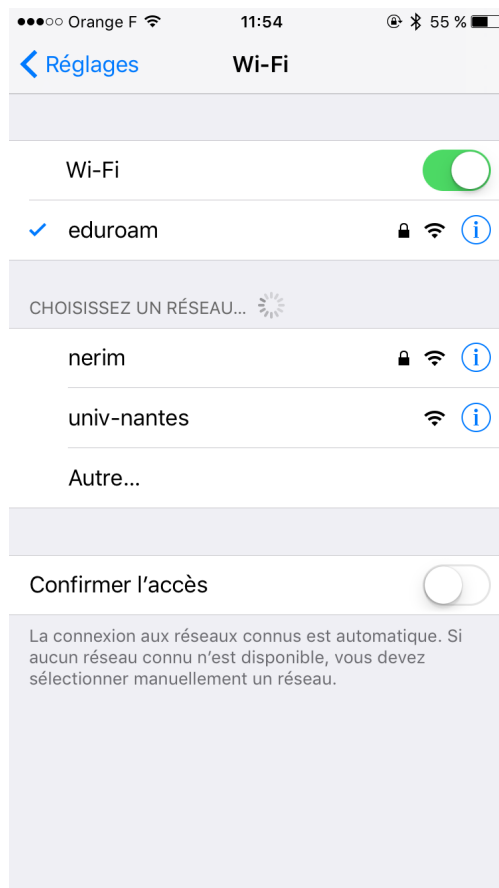 Orange F 11:54 55 %
Réglages Wi-Fi
Wi-Fi
eduroam
CHOISISSEZ UN RÉSEAU...
nerim
univ-nantes
Autre...
Confirmer l’accès
La connexion aux réseaux connus est automatique. Si
aucun réseau connu n’est disponible, vous devez
sélectionner manuellement un réseau.